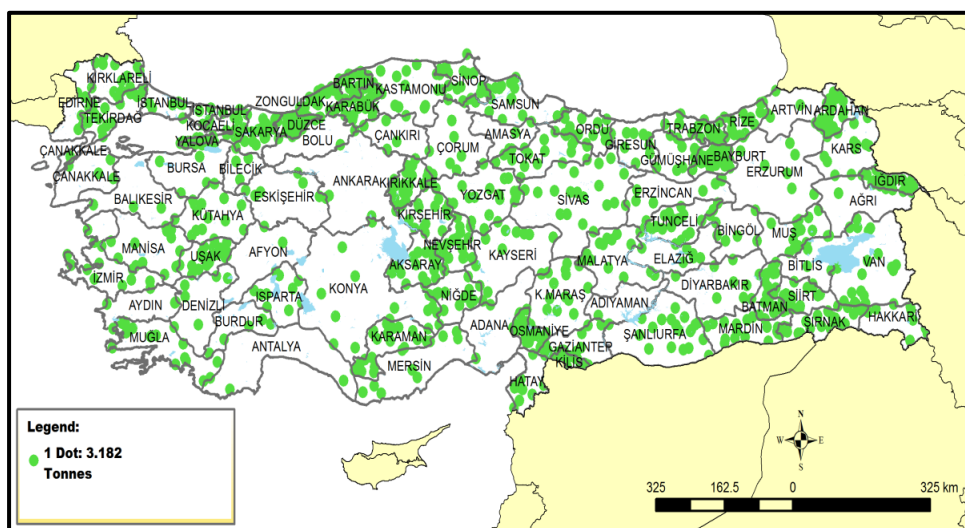 KIRKLARELİ
EDİRNE
TEKİRDAĞ
İSTANBUL
İSTANBUL
KOCAELİ
YALOVA
SAKARYA
DÜZCE
BOLU
ZONGULDAK
BARTIN
KARABÜK
KASTAMONU
SİNOP
SAMSUN
ÇANKIRI
ÇORUM
AMASYA
TOKAT
ORDU
GİRESUN
TRABZON
RİZE
ARTVİN
ARDAHAN
KARS
GÜMÜŞHANE
BAYBURT
ERZURUM
IĞDIR
AĞRI
ÇANAKKALE
ÇANAKKALE
BURSA
BİLECİK
BALIKESİR
KÜTAHYA
ESKİŞEHİR
ANKARA
KIRIKKALE
KIRŞEHİR
YOZGAT
SİVAS
ERZİNCAN
TUNCELİ
BİNGÖL
MUŞ
BİTLİS
VAN
MANİSA
UŞAK
AFYON
KONYA
AKSARAY
NEVŞEHİR
KAYSERİ
MALATYA
ELAZIĞ
DİYARBAKIR
BATMAN
SİİRT
ŞIRNAK
HAKKARİ
İZMİR
AYDIN
DENİZLİ
ISPARTA
BURDUR
MUĞLA
ANTALYA
KARAMAN
MERSİN
NİĞDE
ADANA
K.MARAŞ
OSMANİYE
ADIYAMAN
GAZİANTEP
KİLİS
HATAY
ŞANLIURFA
MARDİN
Legend:
1 Dot: 3.182
Tonnes
N
W E
S
325 162.5 0 325 km